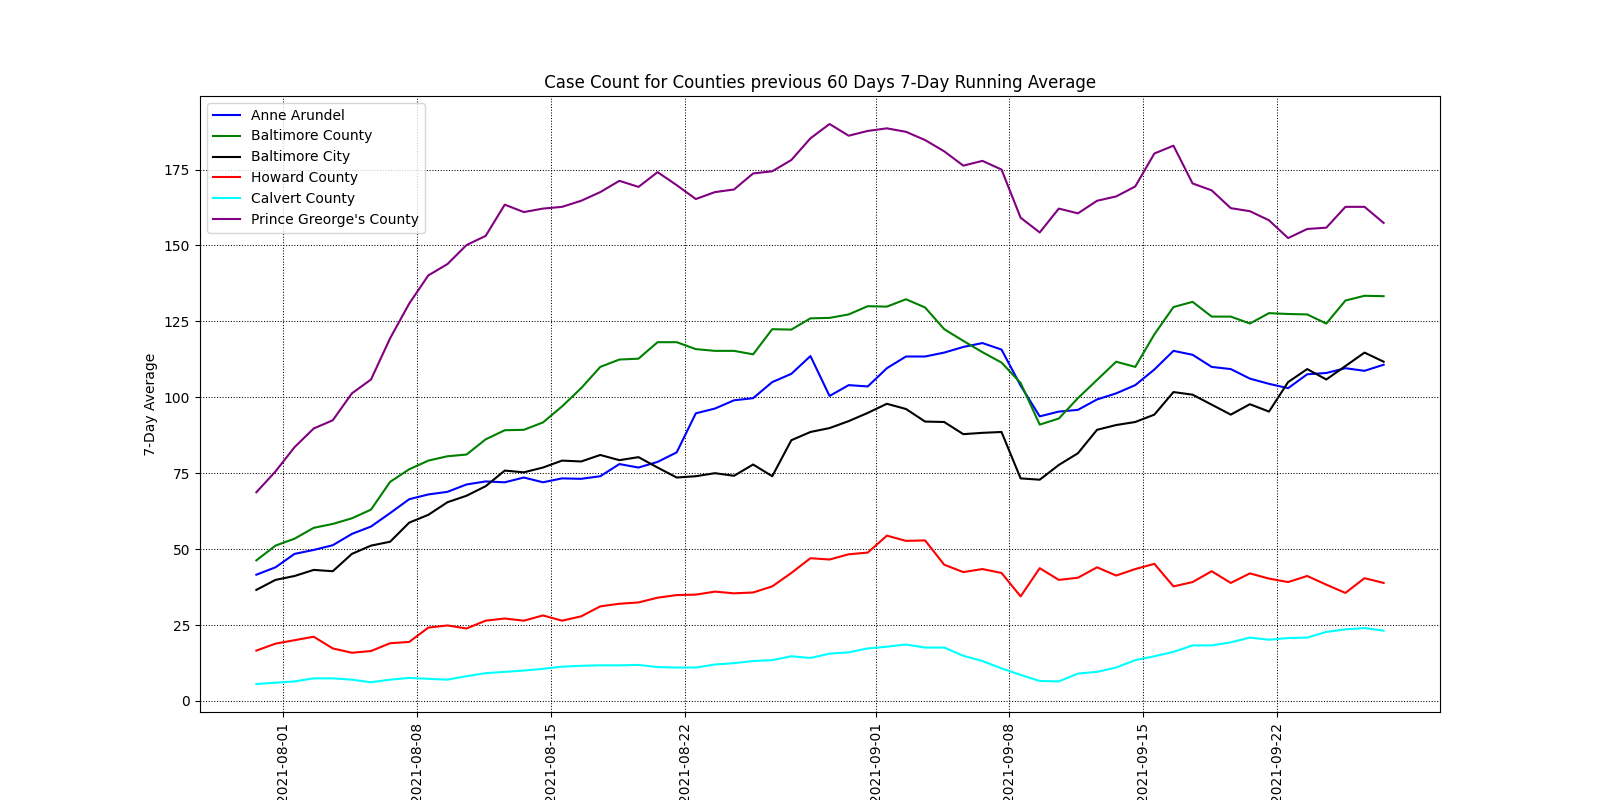 Case Count for Counties previous 60 Days 7-Day Running Average
Anne Arundel
Baltimore County
Baltimore City
Howard County
Calvert County
Prince Greorge's County
7-Day Average
175
150
125
100
75
50
25
0
2021-08-01
2021-08-08
2021-08-15
2021-08-22
2021-09-01
2021-09-08
2021-09-15
2021-09-22